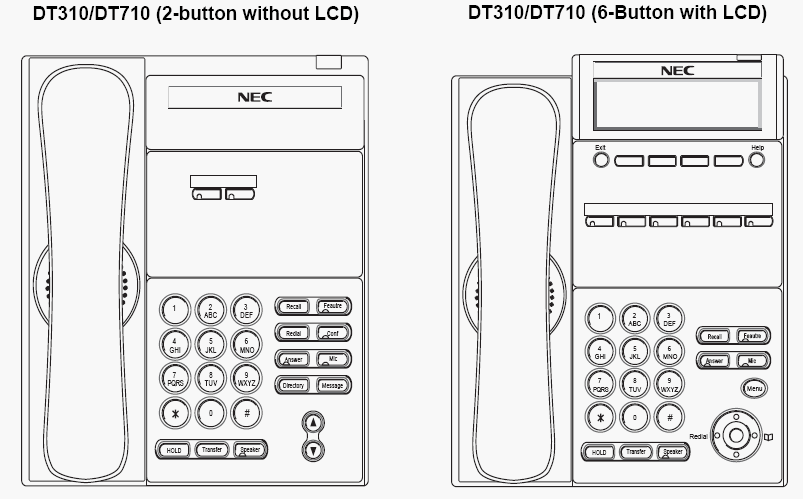 DT310/DT710 (2-button without LCD)
NEC
1
2
ABC
3
DEF
4
GHI
5
JKL
6
MNO
7
PQRS
8
TUV
9
WXYZ
*
0
#
Recall
Feautre
Redial
Conf
Answer
Mic
Directory
Message
HOLD
Transfer
Speaker
DT310/DT710 (6-Button with LCD)
NEC
Exit
Help
1
2
ABC
3
DEF
4
GHI
5
JKL
6
MNO
7
PQRS
8
TUV
9
WXYZ
*
0
#
Recall
Feautre
Answer
Mic
Menu
Redial
HOLD
Transfer
Speaker